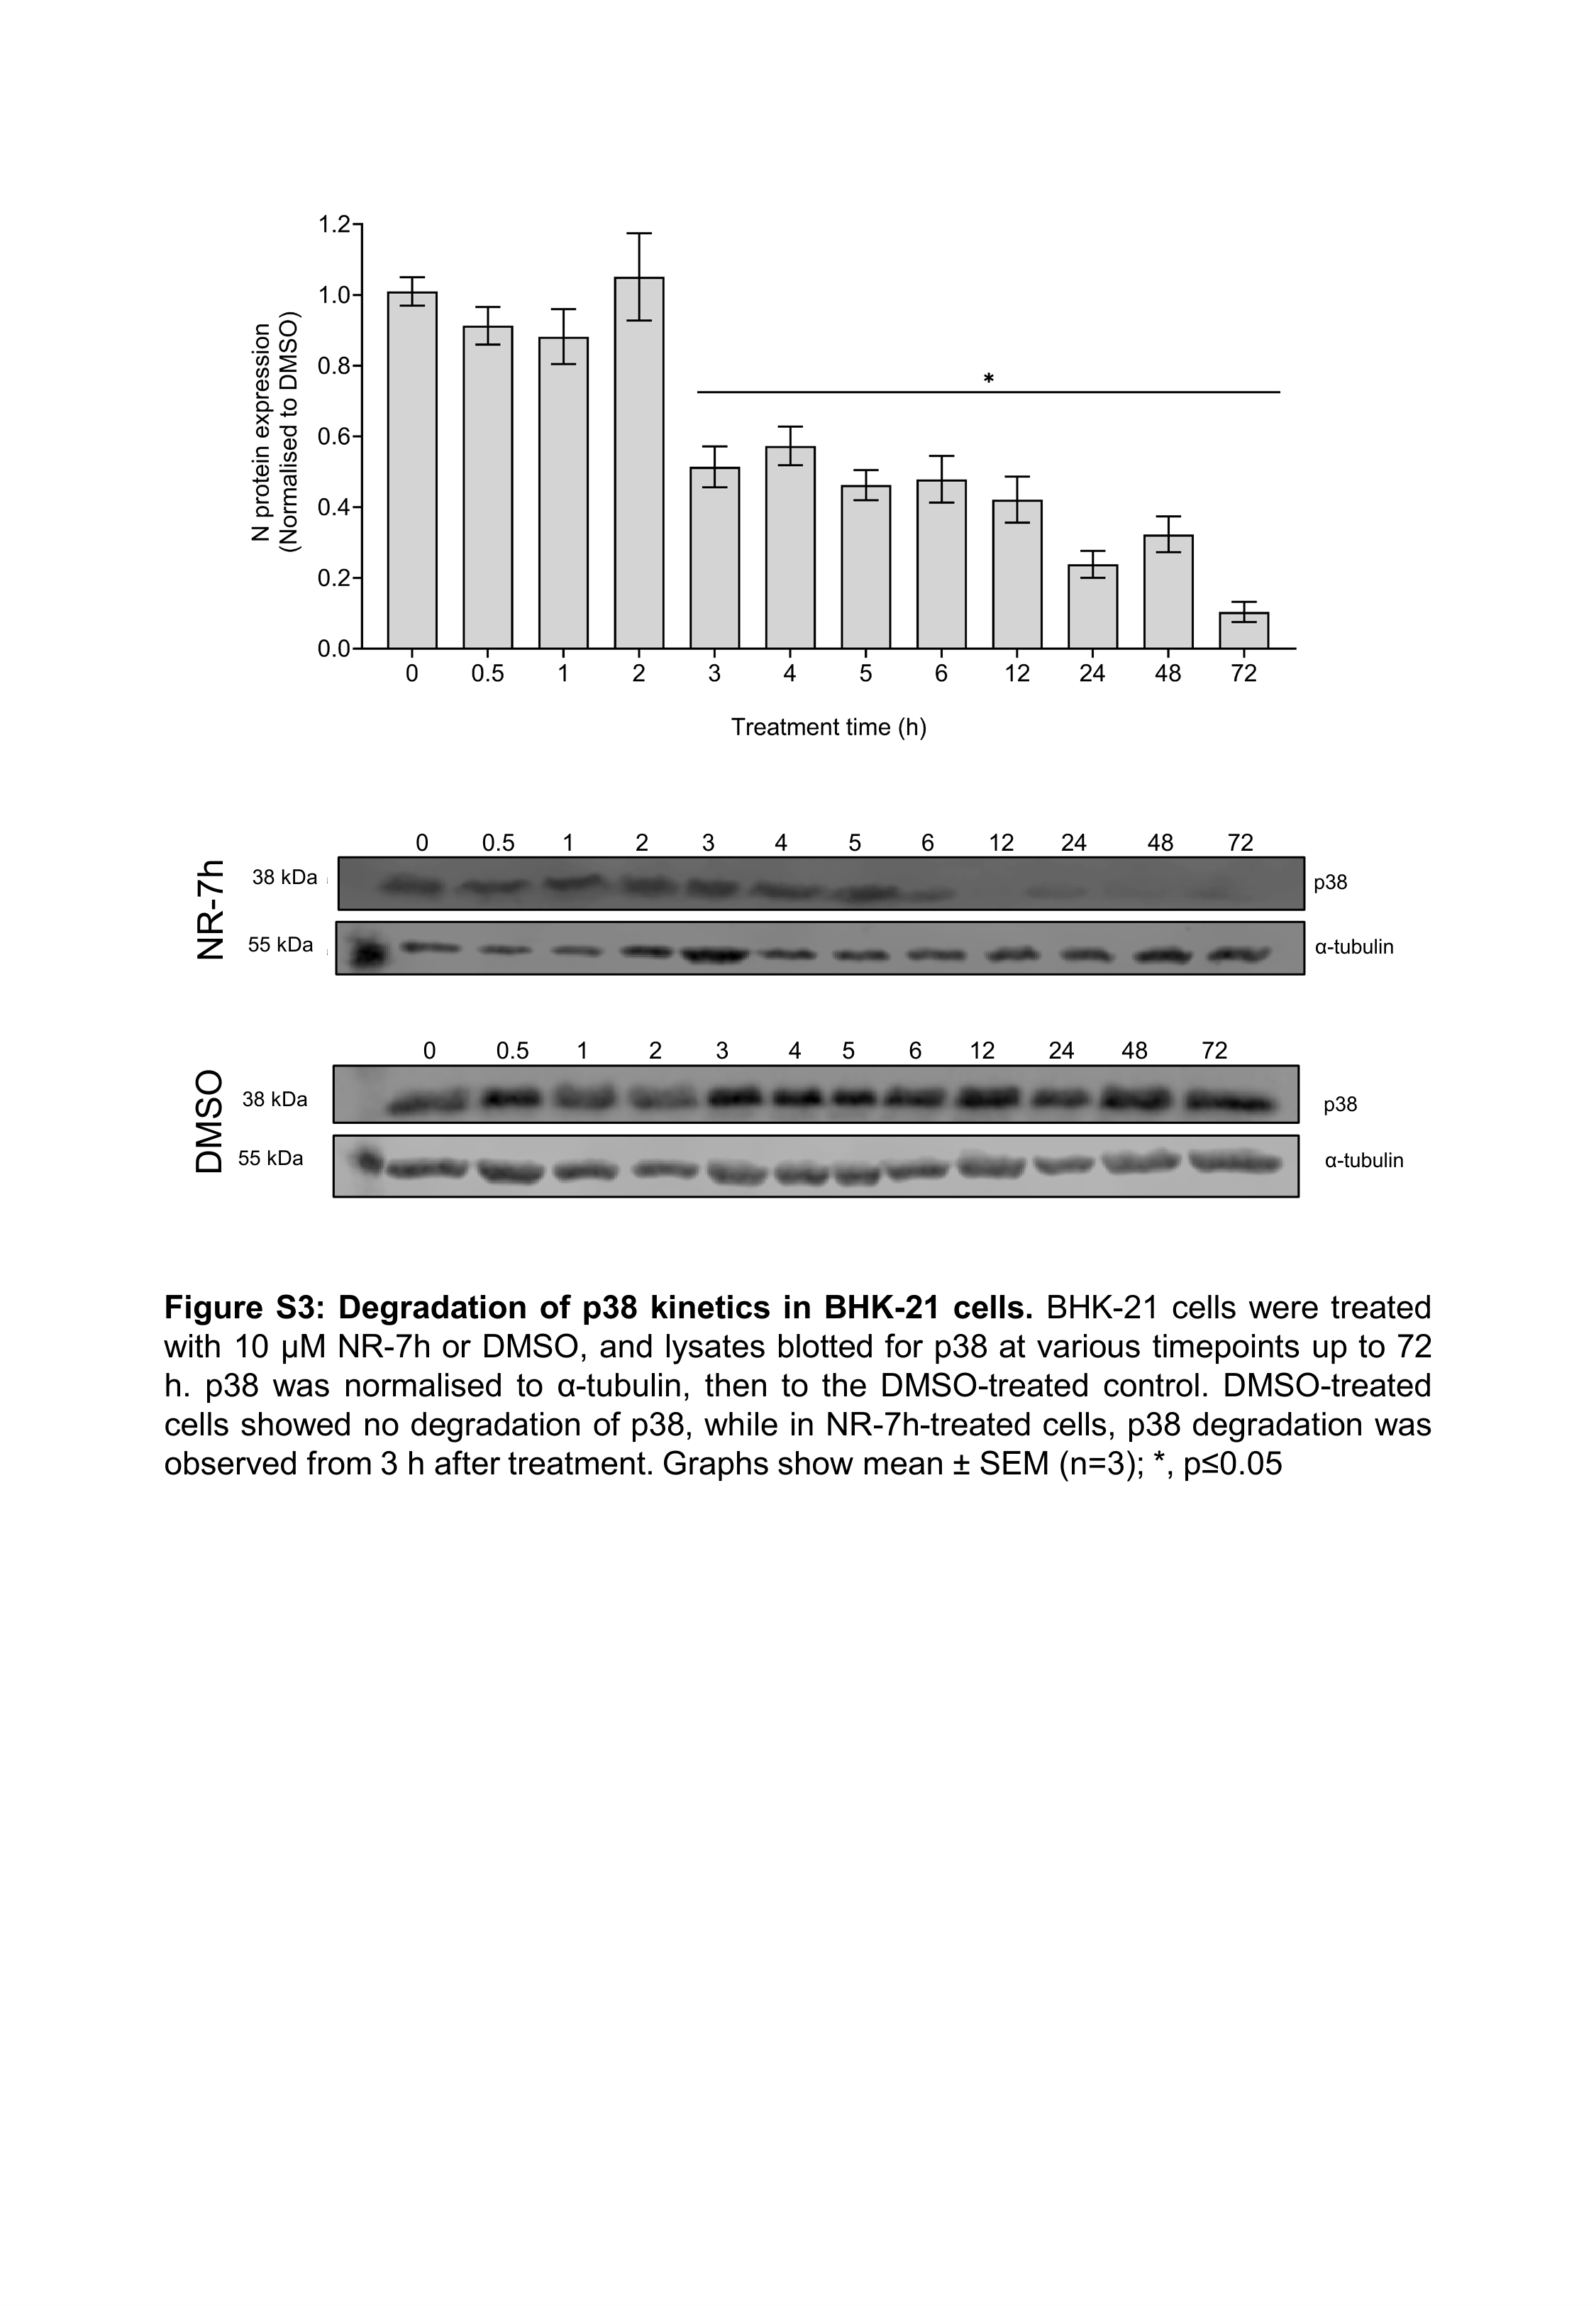 1.2
1.0
0.8
0.6
0.4
0.2
0.0
N protein expression
(Normalised to DMSO)
*
0 0.5 1 2 3 4 5 6 12 24 48 72
Treatment time (h)
NR-7h
0 0.5 1 2 3 4 5 6 12 24 48 72
38 kDa p38
55 kDa α-tubulin
DMSO
0 0.5 1 2 3 4 5 6 12 24 48 72
38 kDa p38
55 kDa α-tubulin
Figure S3: Degradation of p38 kinetics in BHK-21 cells. BHK-21 cells were treated
with 10 µM NR-7h or DMSO, and lysates blotted for p38 at various timepoints up to 72
h. p38 was normalised to α-tubulin, then to the DMSO-treated control. DMSO-treated
cells showed no degradation of p38, while in NR-7h-treated cells, p38 degradation was
observed from 3 h after treatment. Graphs show mean ± SEM (n=3); *, p≤0.05